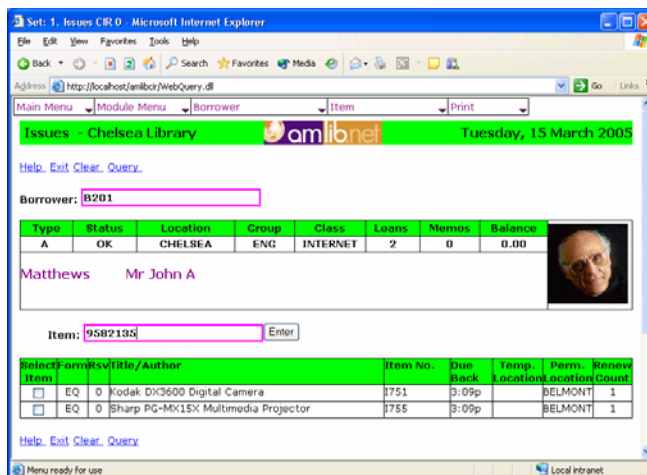 Set: 1, Issues CIR.0 - Microsoft Internet Explorer
File Edit View Favorites Tools Help
Back Search Favorites Media
Address http://localhost/amlibcir/WebQuery.dll Go Links
Main Menu Module Menu Borrower Item Print
Issues - Chelsea Library amlib.net Tuesday, 15 March 2005
Help Exit Clear Query
Borrower: B201
Type Status Location Group Class Loans Memos Balance
A OK CHELSEA ENG INTERNET 2 0 0.00
Matthews Mr John A
Item: 9582135 Enter
Select Item Form Rsv Title/Author Item No. Due Back Temp. Location Perm. Location Renew Count
EQ 0 Kodak DX3600 Digital Camera I751 3:09p BELMONT 1
EQ 0 Sharp PG-MX15X Multimedia Projector I755 3:09p BELMONT 1
Help Exit Clear Query
Menu ready for use Local intranet